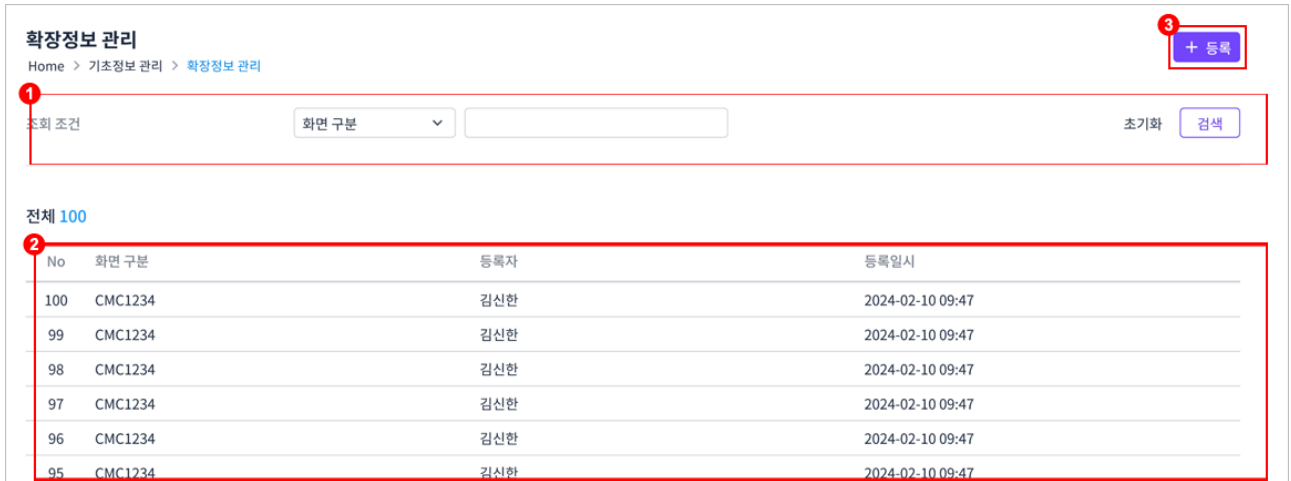 확장정보 관리
3
+ 등록
Home > 기초정보 관리 > 확장정보 관리
1
조회 조건 화면 구분 초기화 검색
전체 100
2
No 화면 구분 등록자 등록일시
100 CMC1234 김신한 2024-02-10 09:47
99 CMC1234 김신한 2024-02-10 09:47
98 CMC1234 김신한 2024-02-10 09:47
97 CMC1234 김신한 2024-02-10 09:47
96 CMC1234 김신한 2024-02-10 09:47
95 CMC1234 김신한 2024-02-10 09:47